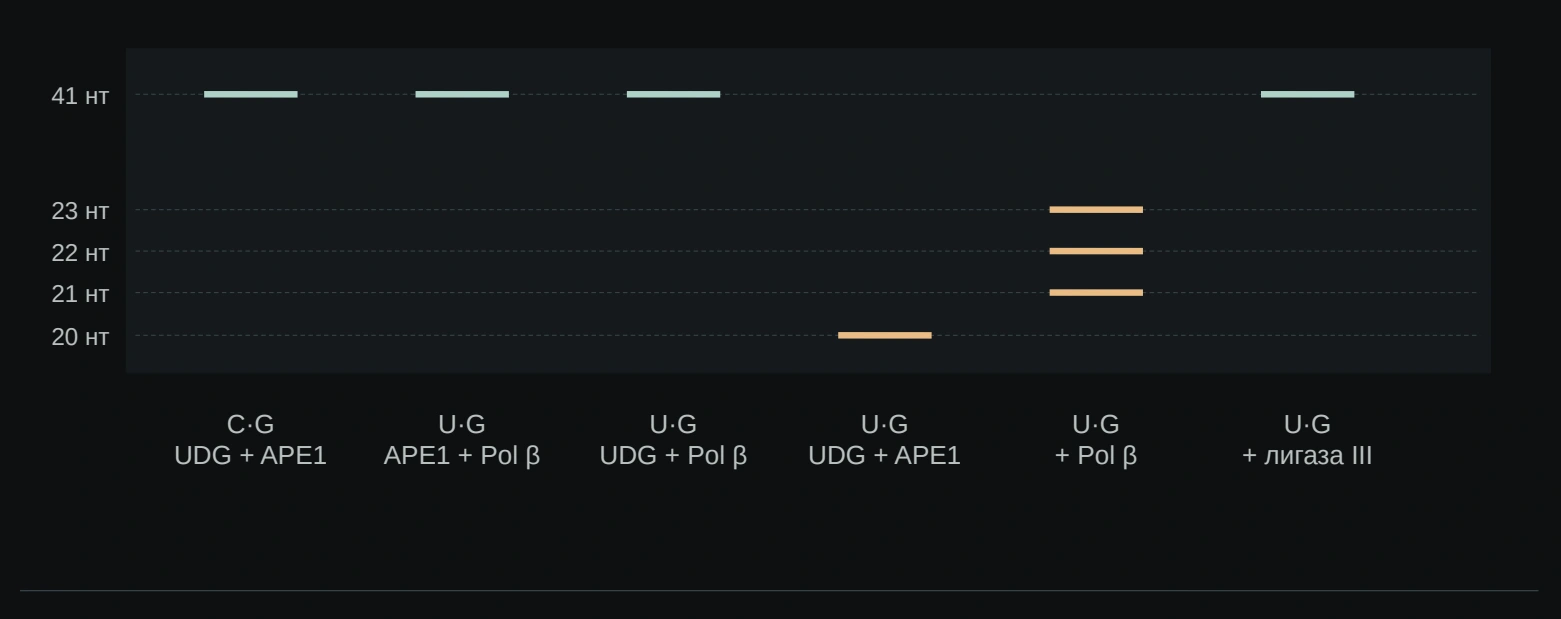 41 нт
23 нт
22 нт
21 нт
20 нт
C·G
UDG + APE1
U·G
APE1 + Pol β
U·G
UDG + Pol β
U·G
UDG + APE1
U·G
+ Pol β
U·G
+ лигаза III